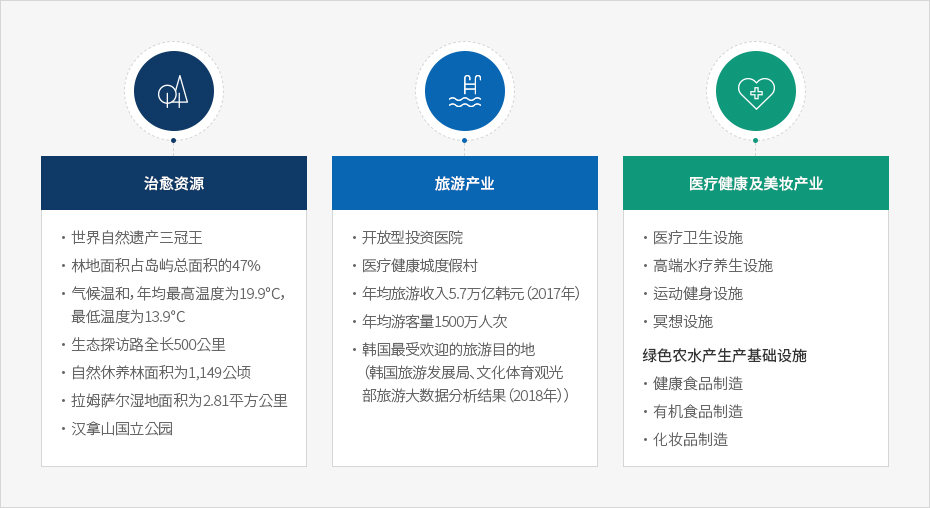 治愈资源
· 世界自然遗产三冠王
· 林地面积占岛屿总面积的47%
· 气候温和，年均最高温度为19.9℃，
最低温度为13.9℃
· 生态探访路全长500公里
· 自然休养林面积为1,149公顷
· 拉姆萨尔湿地面积为2.81平方公里
· 汉拿山国立公园
旅游产业
· 开放型投资医院
· 医疗健康城度假村
· 年均旅游收入5.7万亿韩元（2017年）
· 年均游客量1500万人次
· 韩国最受欢迎的旅游目的地
（韩国旅游发展局、文化体育观光
部旅游大数据分析结果（2018年））
医疗健康及美妆产业
· 医疗卫生设施
· 高端水疗养生设施
· 运动健身设施
· 冥想设施
绿色农水产生产基础设施
· 健康食品制造
· 有机食品制造
· 化妆品制造